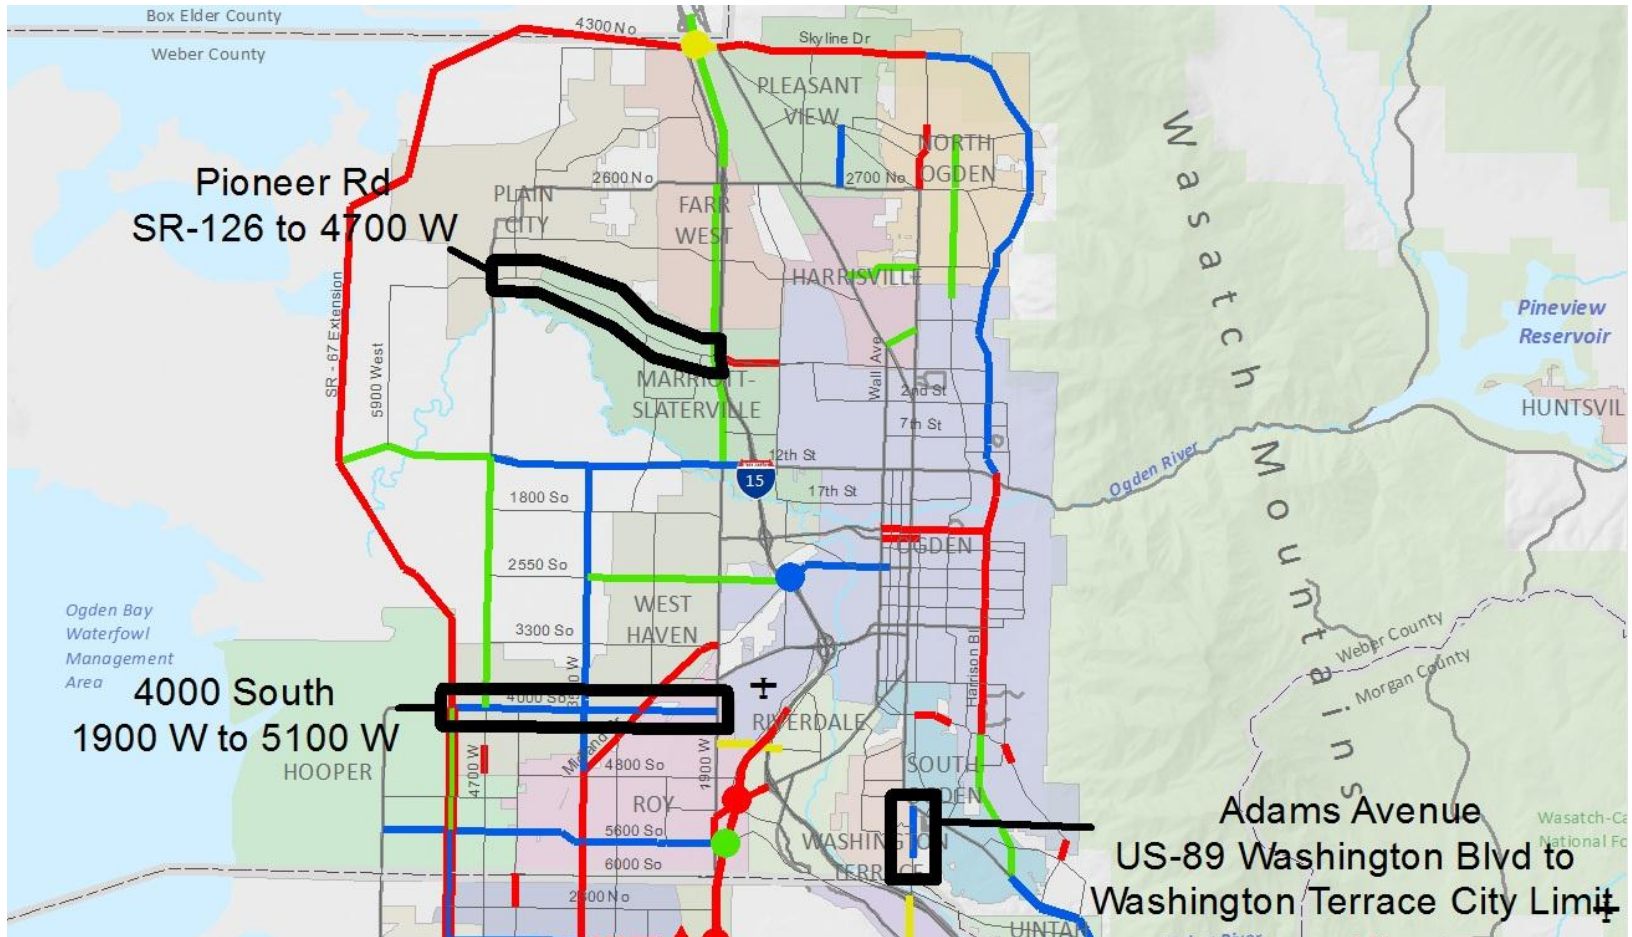 Box Elder County
Weber County
4300 No
Skyline Dr
PLEASANT
VIEW
NORTH
OGDEN
2600 No
2700 No
PLAIN
CITY
FARR
WEST
Pioneer Rd
SR-126 to 4700 W
HARRISVILLE
Wasatch Mountains
Pineview
Reservoir
HUNTSVIL
SR - 67 Extension
5900 West
Wall Ave
MARRIOTT-
SLATERVILLE
2nd St
7th St
12th St
15
17th St
Ogden River
1800 So
2550 So
OGDEN
WEST
HAVEN
3300 So
Ogden Bay
Waterfowl
Management
Area
Weber County
Morgan County
Harrison Bl
4000 South
1900 W to 5100 W
4000 So
HOOPER
4700 W
1900 W
4800 So
RIVERDALE
ROY
5600 So
6000 So
SOUTH
OGDEN
WASHINGTON
TERRACE
Adams Avenue
US-89 Washington Blvd to
Washington Terrace City Limit
Wasatch-Ca
National Fo
UINTAH